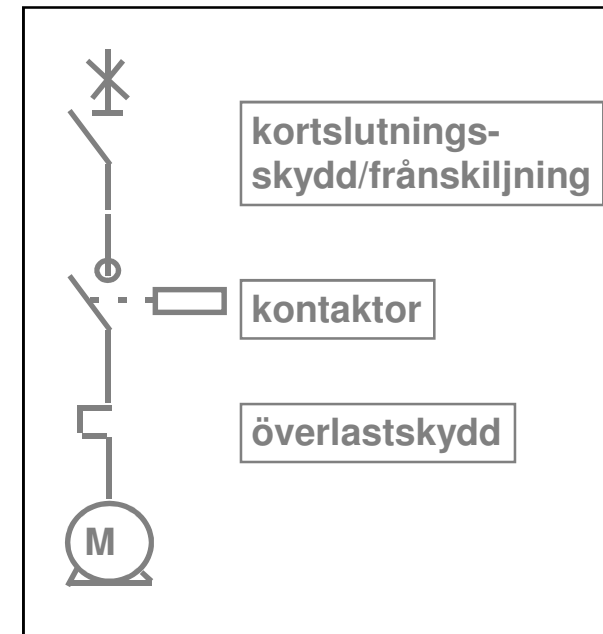 kortslutnings-
skydd/frånskiljning
kontaktor
överlastskydd
M